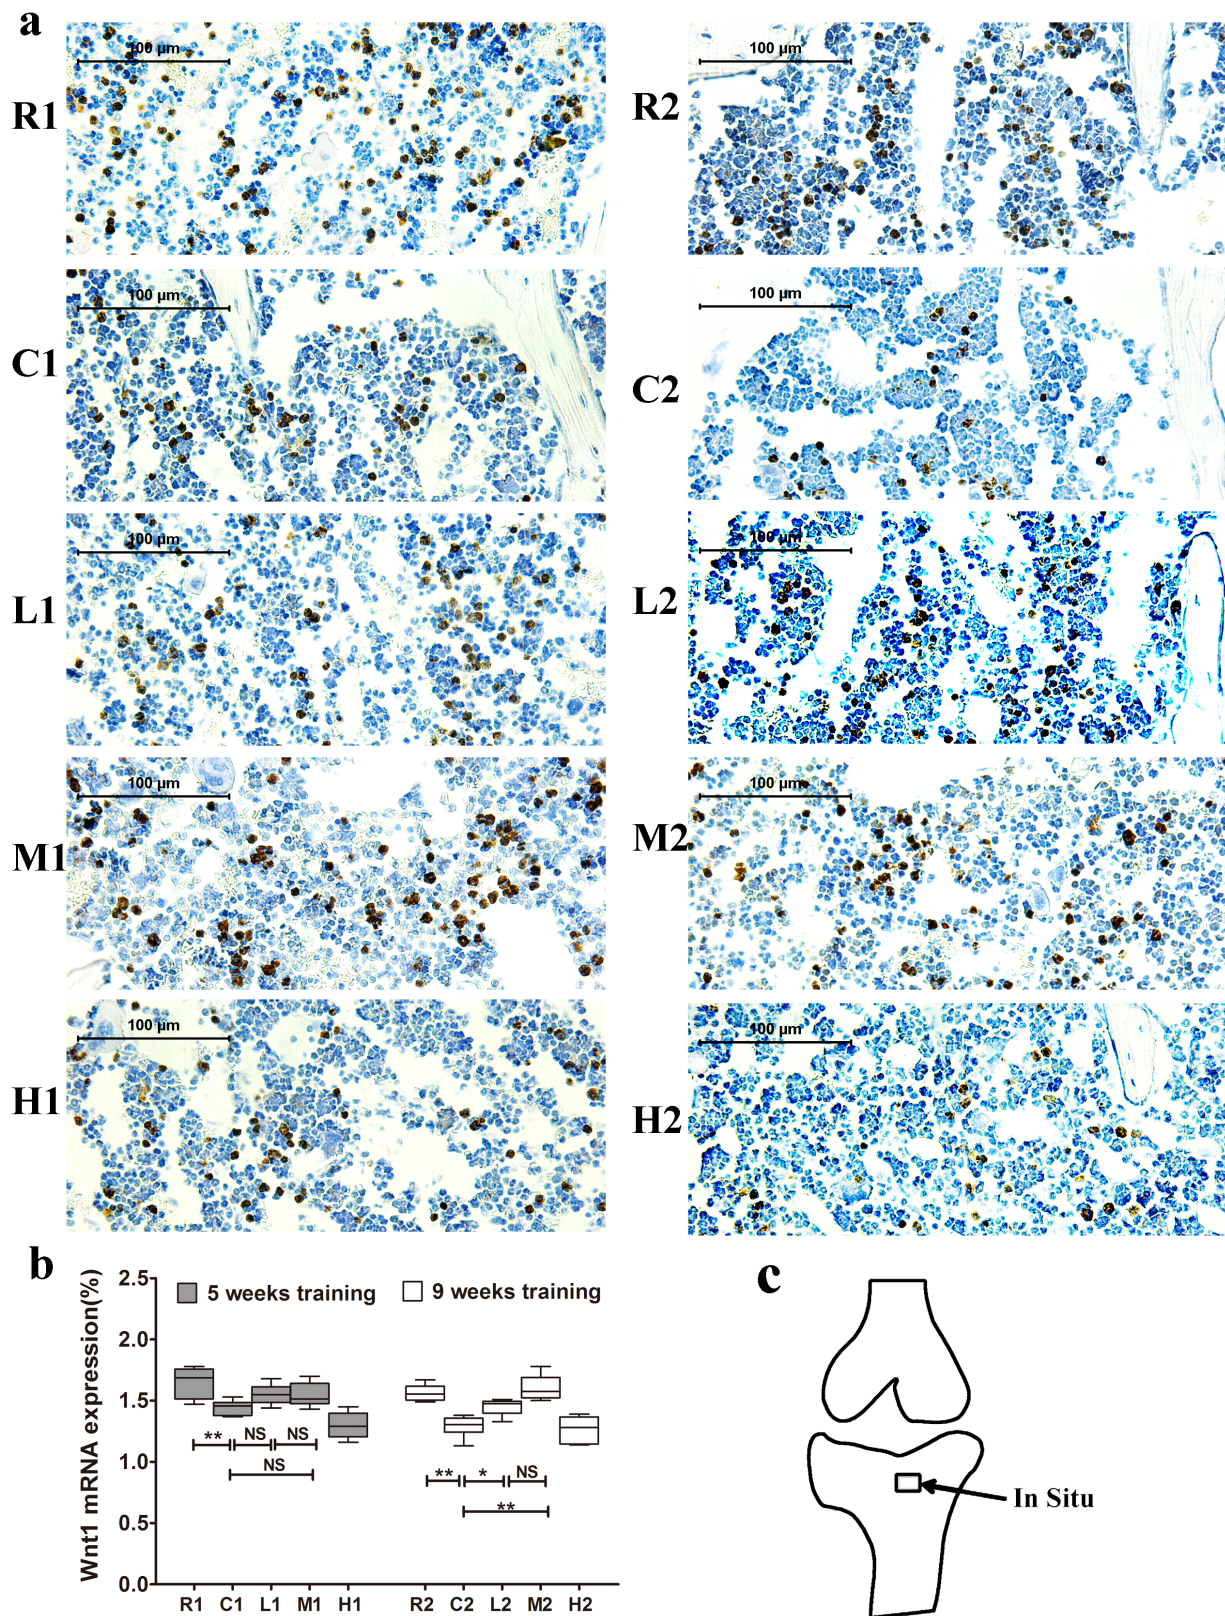 a
R1
100 µm
R2
100 µm
C1
100 µm
C2
100 µm
L1
100 µm
L2
100 µm
M1
100 µm
M2
100 µm
H1
100 µm
H2
100 µm
b
Wnt1 mRNA expression(%)
5 weeks training
9 weeks training
2.5
2.0
1.5
1.0
0.5
0.0
** NS NS
NS
** * NS
**
R1 C1 L1 M1 H1 R2 C2 L2 M2 H2
c
In Situ